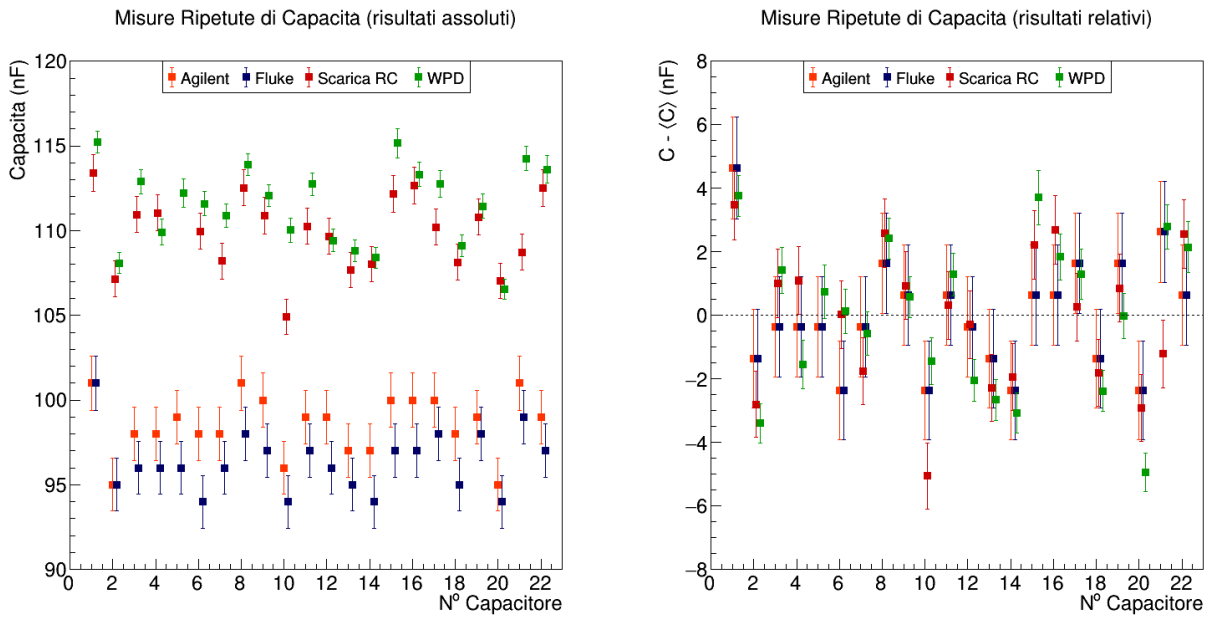 Misure Ripetute di Capacita (risultati assoluti)
Capacita (nF)
120
115
110
105
100
95
90
Agilent Fluke Scarica RC WPD
0 2 4 6 8 10 12 14 16 18 20 22
Nº Capacitore
Misure Ripetute di Capacita (risultati relativi)
C - ⟨C⟩ (nF)
8
6
4
2
0
−2
−4
−6
−8
Agilent Fluke Scarica RC WPD
0 2 4 6 8 10 12 14 16 18 20 22
Nº Capacitore